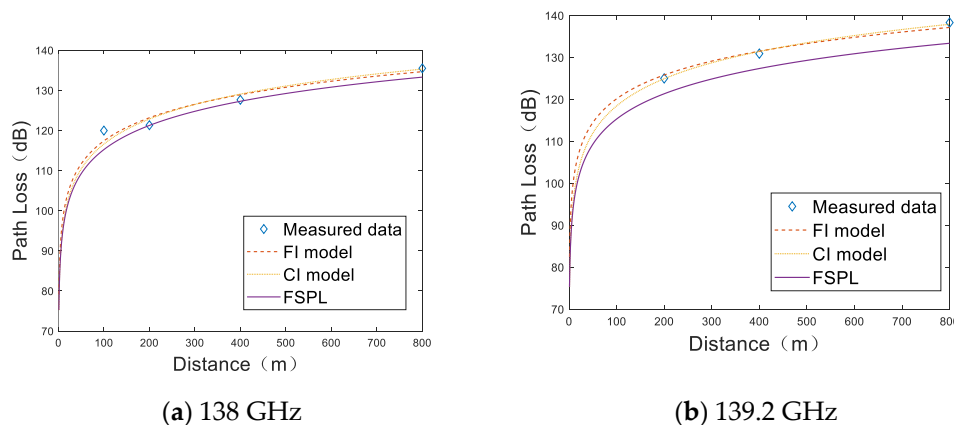 140
130
120
110
100
90
80
70
Path Loss（dB）
0 100 200 300 400 500 600 700 800
Distance（m）
Measured data
FI model
CI model
FSPL
(a) 138 GHz
140
130
120
110
100
90
80
70
Path Loss（dB）
0 100 200 300 400 500 600 700 800
Distance（m）
Measured data
FI model
CI model
FSPL
(b) 139.2 GHz